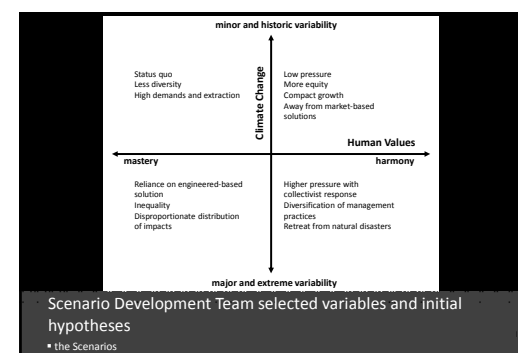 minor and historic variability
Status quo
Less diversity
High demands and extraction
Climate Change
Low pressure
More equity
Compact growth
Away from market-based
solutions
Human Values
mastery
harmony
Reliance on engineered-based
solution
Inequality
Disproportionate distribution
of impacts
Higher pressure with
collectivist response
Diversification of management
practices
Retreat from natural disasters
major and extreme variability
Scenario Development Team selected variables and initial
hypotheses
▪ the Scenarios